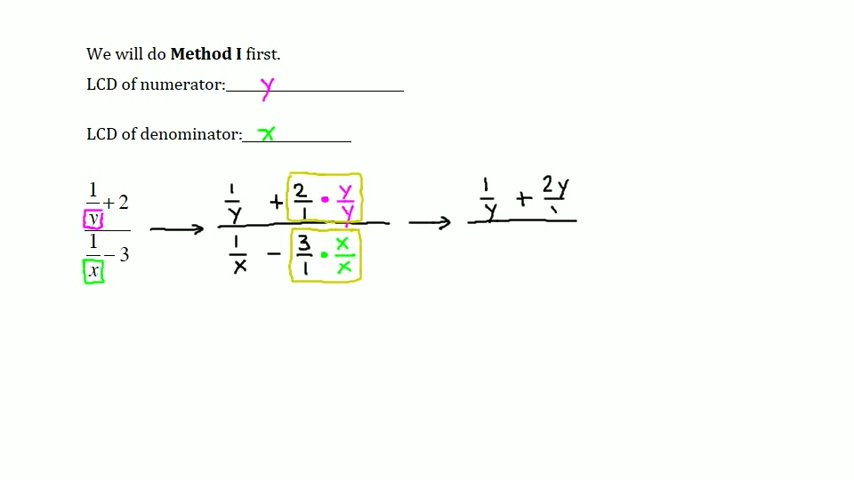 We will do Method I first.
LCD of numerator: y
LCD of denominator: x
1/y + 2 → 1/y + 2/1 · y/y → 1/y + 2y/
1/x - 3 1/x - 3/1 · x/x